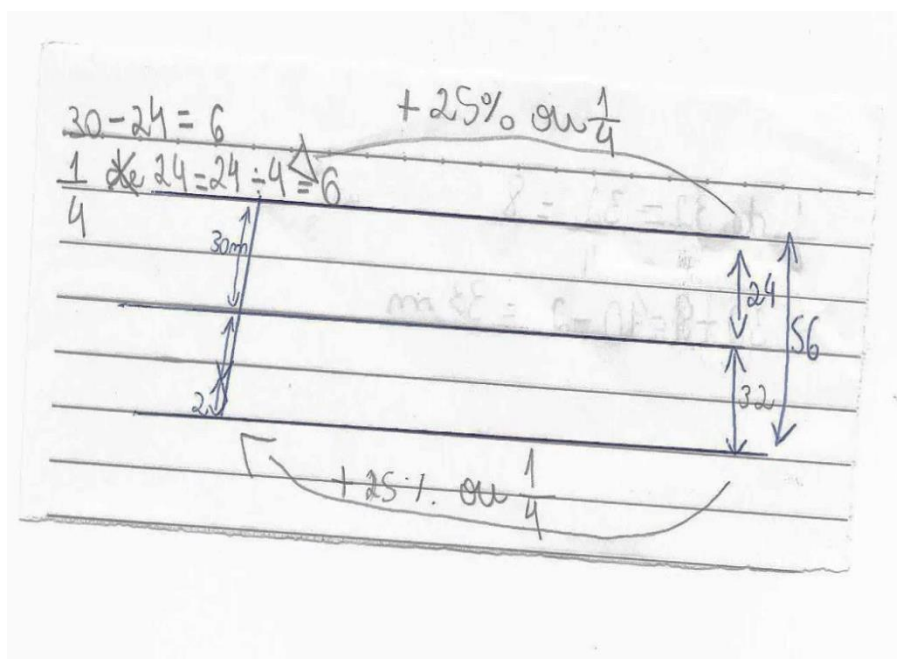 + 25% ou 1/4
30 - 24 = 6
1/4 de 24 = 24 ÷ 4 = 6
30m
24
56
32
2
+ 25% ou 1/4